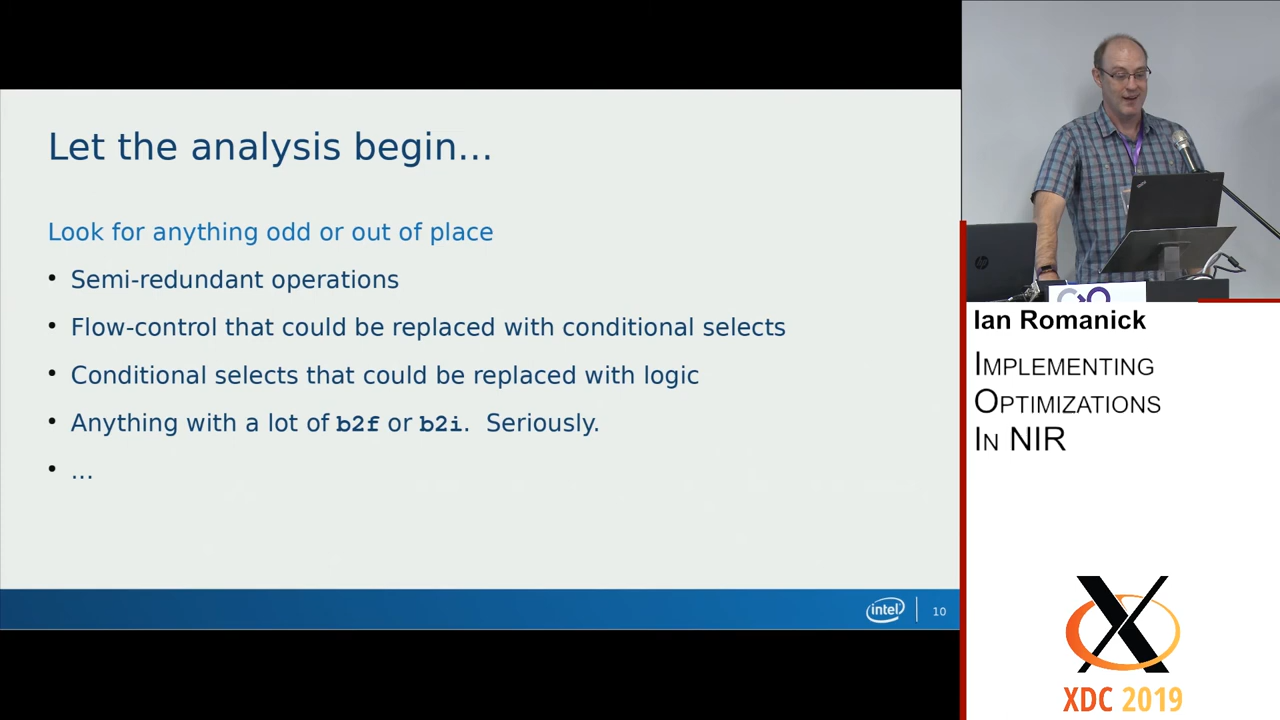 Let the analysis begin...
Look for anything odd or out of place
• Semi-redundant operations
• Flow-control that could be replaced with conditional selects
• Conditional selects that could be replaced with logic
• Anything with a lot of b2f or b2i. Seriously.
• ...
intel
10
hp
Ian Romanick
IMPLEMENTING
OPTIMIZATIONS
IN NIR
X
XDC 2019